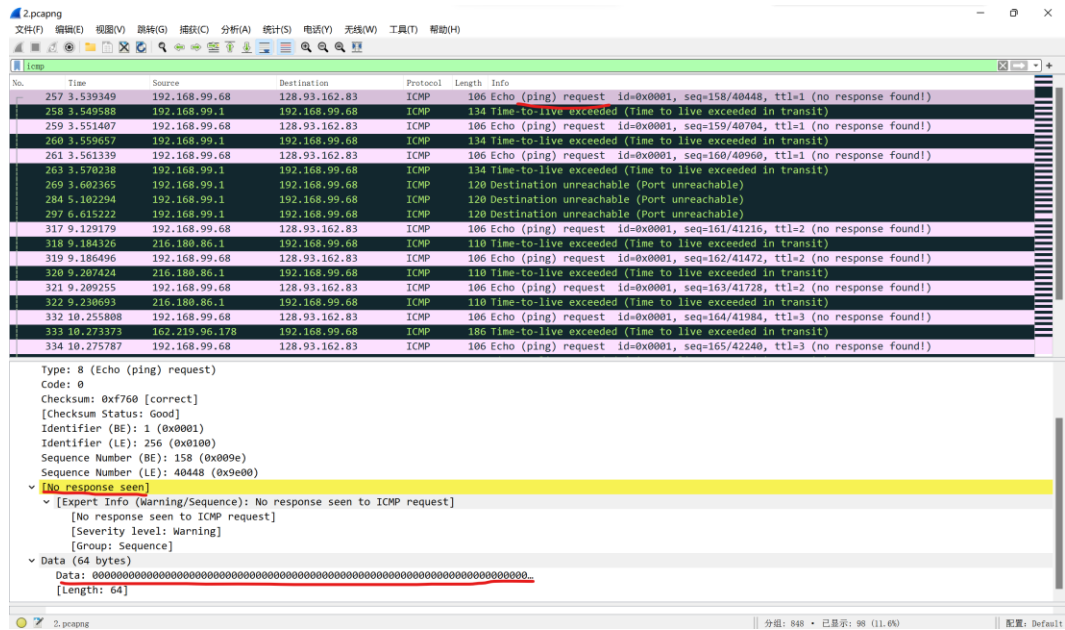 2.pcapng
文件(F) 编辑(E) 视图(V) 跳转(G) 捕获(C) 分析(A) 统计(S) 电话(Y) 无线(W) 工具(T) 帮助(H)
icmp
No. Time Source Destination Protocol Length Info
257 3.539349 192.168.99.68 128.93.162.83 ICMP 106 Echo (ping) request id=0x0001, seq=158/40448, ttl=1 (no response found!)
258 3.549588 192.168.99.1 192.168.99.68 ICMP 134 Time-to-live exceeded (Time to live exceeded in transit)
259 3.551407 192.168.99.68 128.93.162.83 ICMP 106 Echo (ping) request id=0x0001, seq=159/40704, ttl=1 (no response found!)
260 3.559657 192.168.99.1 192.168.99.68 ICMP 134 Time-to-live exceeded (Time to live exceeded in transit)
261 3.561339 192.168.99.68 128.93.162.83 ICMP 106 Echo (ping) request id=0x0001, seq=160/40960, ttl=1 (no response found!)
263 3.570238 192.168.99.1 192.168.99.68 ICMP 134 Time-to-live exceeded (Time to live exceeded in transit)
269 3.602365 192.168.99.1 192.168.99.68 ICMP 120 Destination unreachable (Port unreachable)
284 5.102294 192.168.99.1 192.168.99.68 ICMP 120 Destination unreachable (Port unreachable)
297 6.615222 192.168.99.1 192.168.99.68 ICMP 120 Destination unreachable (Port unreachable)
317 9.129179 192.168.99.68 128.93.162.83 ICMP 106 Echo (ping) request id=0x0001, seq=161/41216, ttl=2 (no response found!)
318 9.184326 216.180.86.1 192.168.99.68 ICMP 110 Time-to-live exceeded (Time to live exceeded in transit)
319 9.186496 192.168.99.68 128.93.162.83 ICMP 106 Echo (ping) request id=0x0001, seq=162/41472, ttl=2 (no response found!)
320 9.207424 216.180.86.1 192.168.99.68 ICMP 110 Time-to-live exceeded (Time to live exceeded in transit)
321 9.209255 192.168.99.68 128.93.162.83 ICMP 106 Echo (ping) request id=0x0001, seq=163/41728, ttl=2 (no response found!)
322 9.230693 216.180.86.1 192.168.99.68 ICMP 110 Time-to-live exceeded (Time to live exceeded in transit)
332 10.255808 192.168.99.68 128.93.162.83 ICMP 106 Echo (ping) request id=0x0001, seq=164/41984, ttl=3 (no response found!)
333 10.273373 162.219.96.178 192.168.99.68 ICMP 186 Time-to-live exceeded (Time to live exceeded in transit)
334 10.275787 192.168.99.68 128.93.162.83 ICMP 106 Echo (ping) request id=0x0001, seq=165/42240, ttl=3 (no response found!)
Type: 8 (Echo (ping) request)
Code: 0
Checksum: 0xf760 [correct]
[Checksum Status: Good]
Identifier (BE): 1 (0x0001)
Identifier (LE): 256 (0x0100)
Sequence Number (BE): 158 (0x009e)
Sequence Number (LE): 40448 (0x9e00)
[No response seen]
[Expert Info (Warning/Sequence): No response seen to ICMP request]
[No response seen to ICMP request]
[Severity level: Warning]
[Group: Sequence]
Data (64 bytes)
Data: 000000000000000000000000000000000000000000000000000000000000000000000000…
[Length: 64]
2.pcapng 分组: 848 • 已显示: 98 (11.6%) 配置: Default